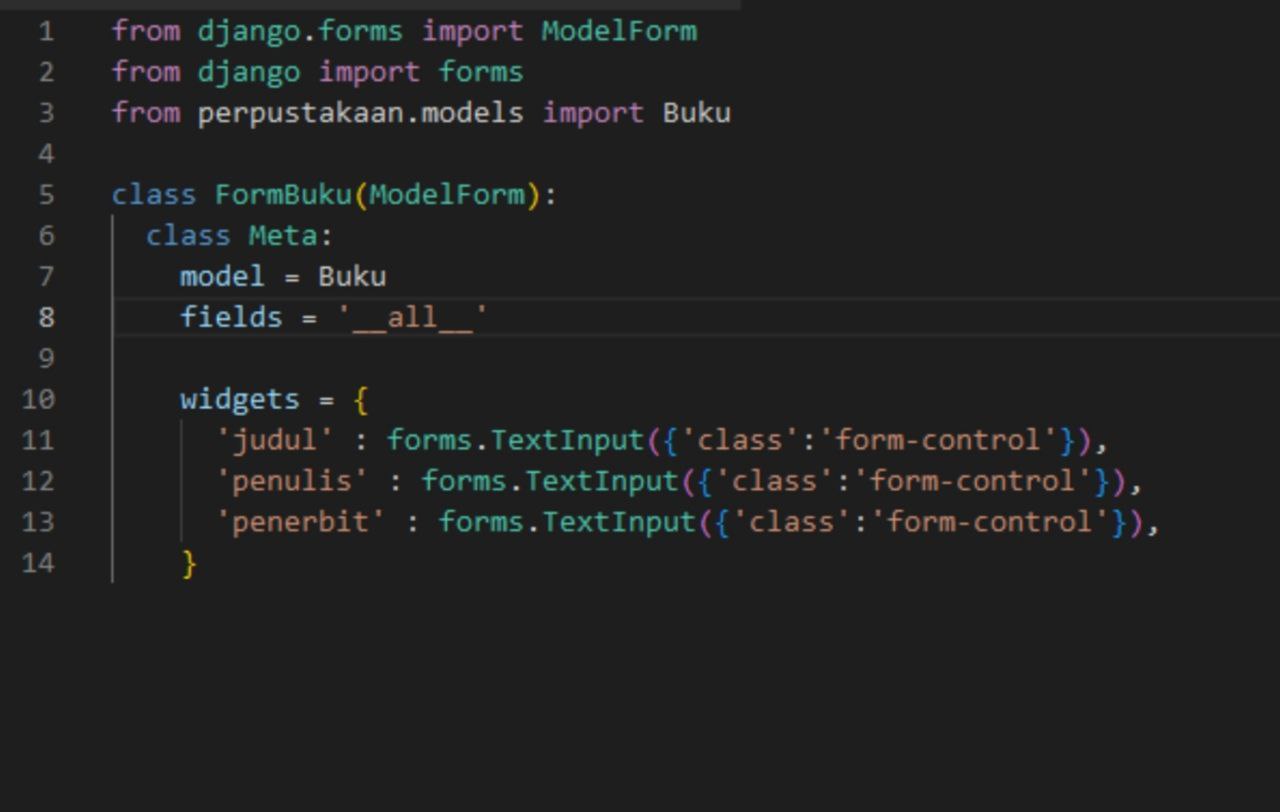 1 from django.forms import ModelForm
2 from django import forms
3 from perpustakaan.models import Buku
4
5 class FormBuku(ModelForm):
6   class Meta:
7     model = Buku
8     fields = '__all__'
9
10     widgets = {
11       'judul' : forms.TextInput({'class':'form-control'}),
12       'penulis' : forms.TextInput({'class':'form-control'}),
13       'penerbit' : forms.TextInput({'class':'form-control'}),
14     }